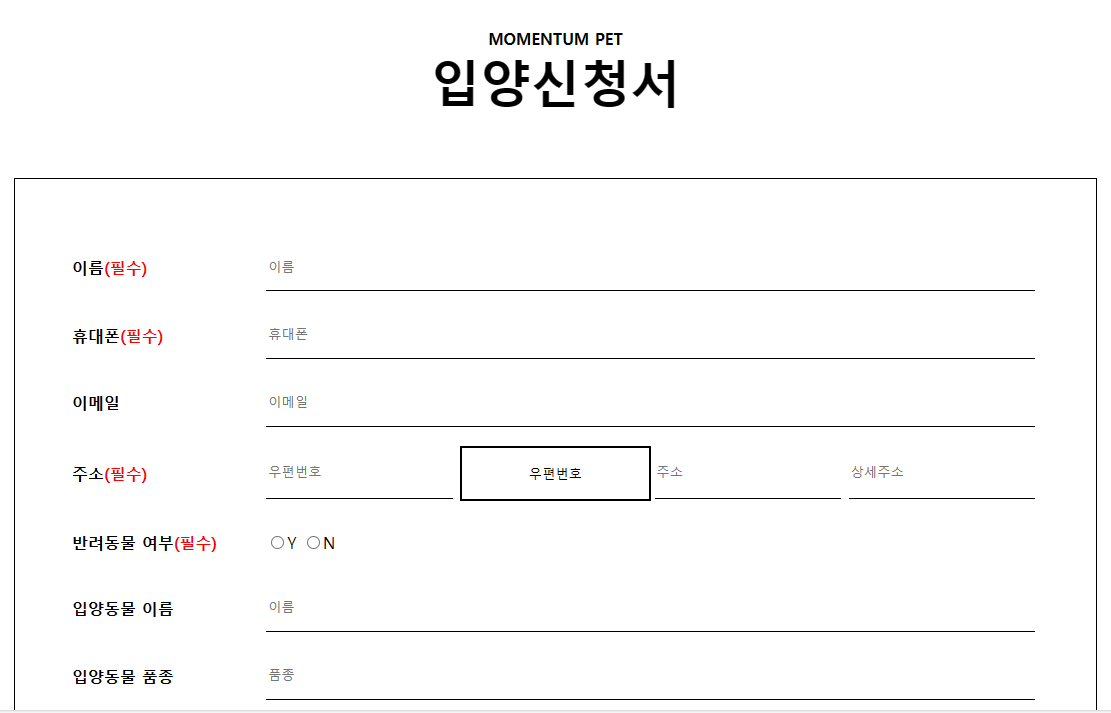 MOMENTUM PET
입양신청서
이름(필수) 이름
휴대폰(필수) 휴대폰
이메일 이메일
주소(필수) 우편번호 우편번호 주소 상세주소
반려동물 여부(필수) Y N
입양동물 이름 이름
입양동물 품종 품종